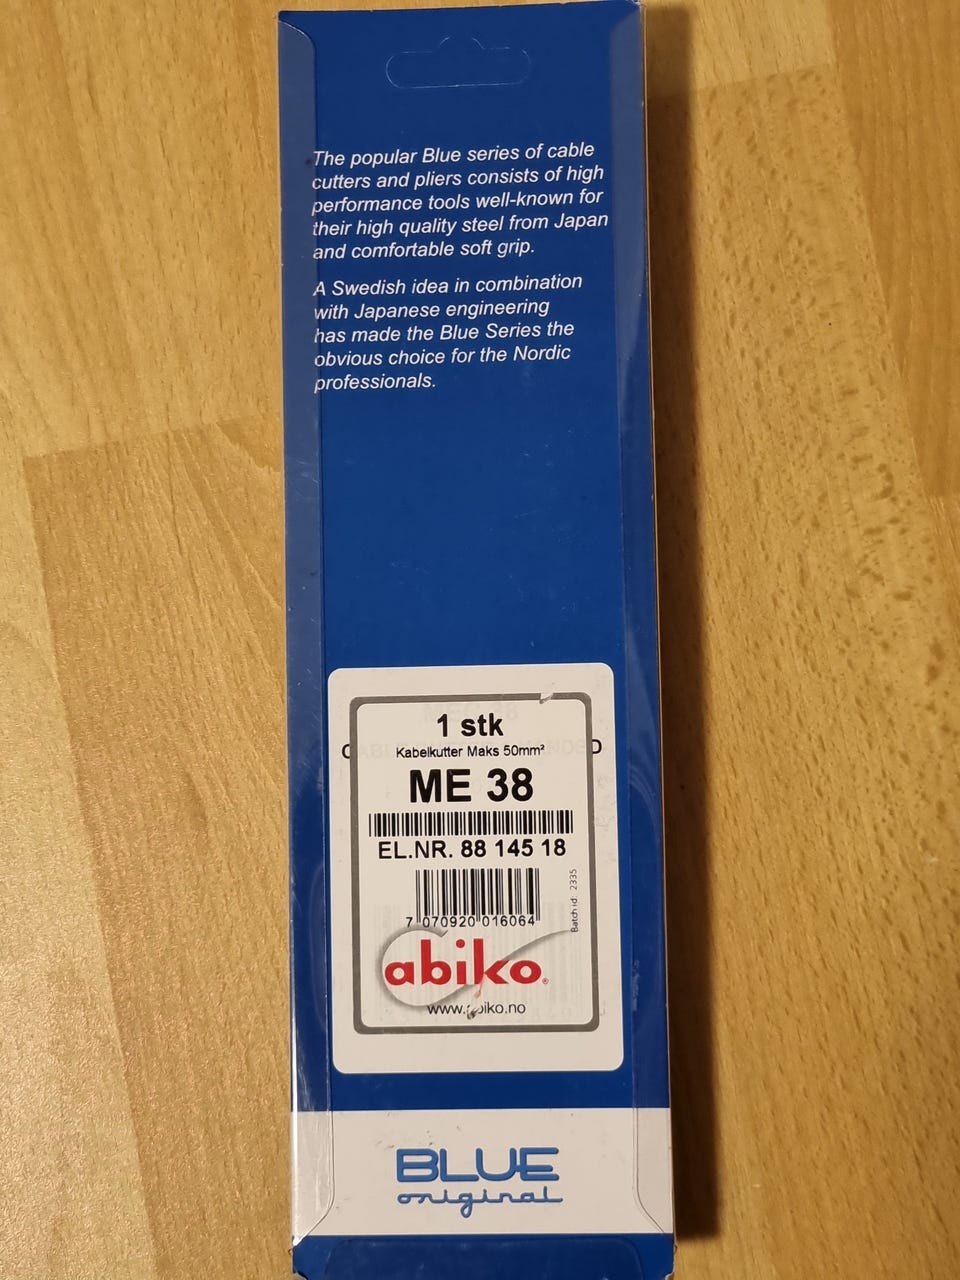 The popular Blue series of cable
cutters and pliers consists of high
performance tools well-known for
their high quality steel from Japan
and comfortable soft grip.
A Swedish idea in combination
with Japanese engineering
has made the Blue Series the
obvious choice for the Nordic
professionals.
1 stk
Kabelkutter Maks 50mm²
ME 38
EL.NR. 88 145 18
Batch id : 2335
7 070920 016064
abiko®
www.abiko.no
BLUE
original